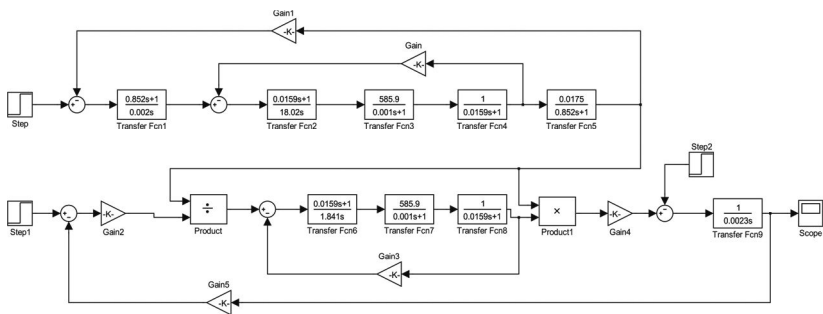 Gain1
-K-
Gain
-K-
Step
+
−
0.852s+1
0.002s
Transfer Fcn1
+
−
0.0159s+1
18.02s
Transfer Fcn2
585.9
0.001s+1
Transfer Fcn3
1
0.0159s+1
Transfer Fcn4
0.0175
0.852s+1
Transfer Fcn5
Step2
Step1
+
−
-K-
Gain2
÷
Product
+
−
0.0159s+1
1.841s
Transfer Fcn6
585.9
0.001s+1
Transfer Fcn7
1
0.0159s+1
Transfer Fcn8
×
Product1
-K-
Gain4
+
−
1
0.0023s
Transfer Fcn9
Scope
Gain3
-K-
Gain5
-K-